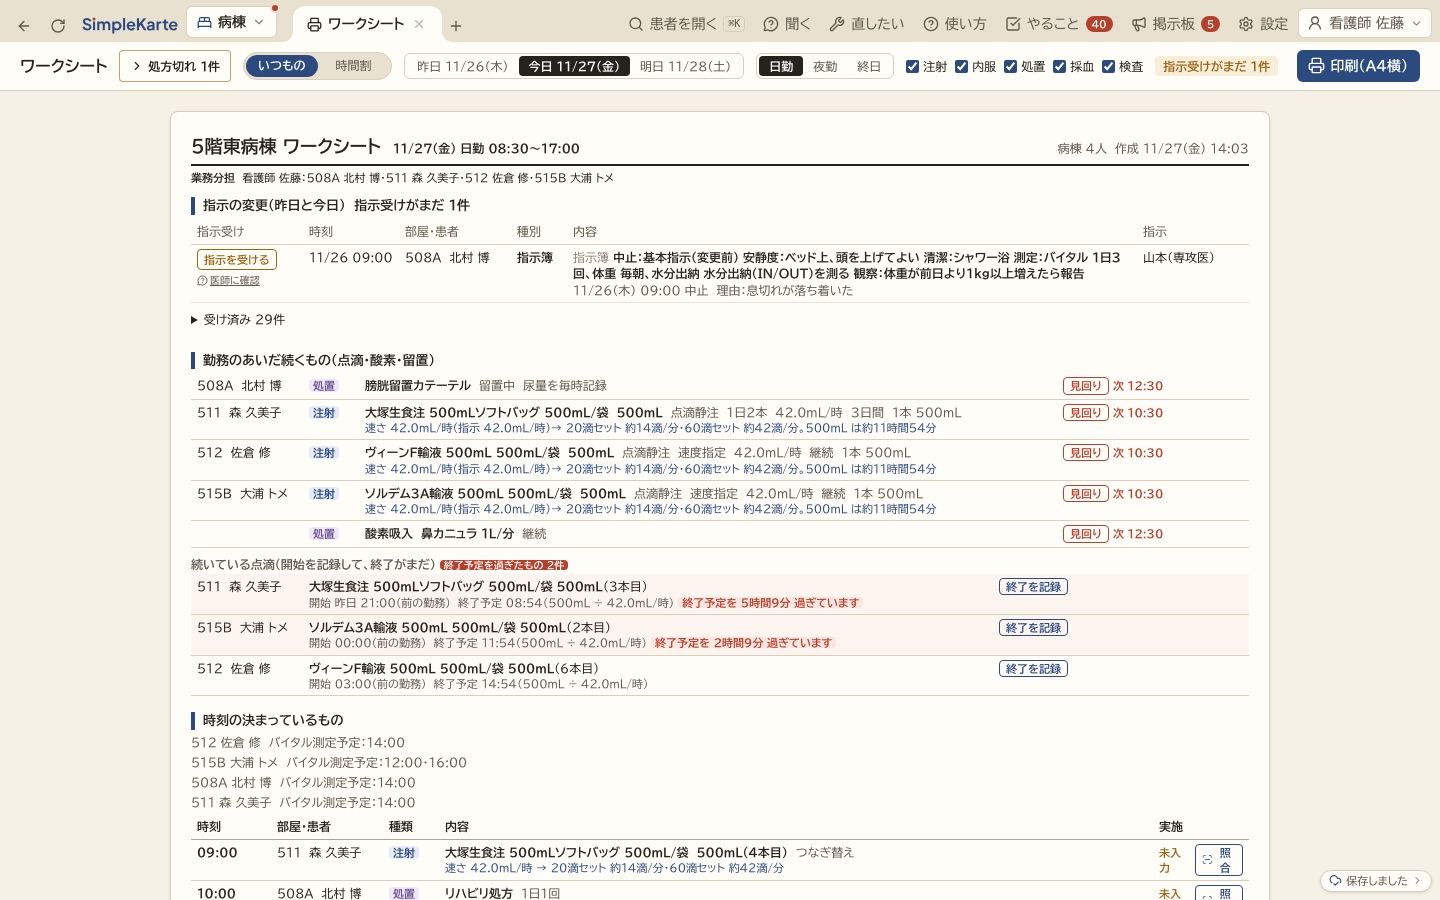 SimpleKarte 病棟 ワークシート 患者を開く ⌘K 聞く 直したい 使い方 やること 40 掲示板 5 設定 看護師 佐藤
ワークシート 処方切れ 1件 いつもの 時間割 昨日 11/26(木) 今日 11/27(金) 明日 11/28(土) 日勤 夜勤 終日 注射 内服 処置 採血 検査 指示受けがまだ 1件 印刷(A4横)
5階東病棟 ワークシート 11/27(金) 日勤 08:30〜17:00 病棟 4人 作成 11/27(金) 14:03
業務分担 看護師 佐藤:508A 北村 博・511 森 久美子・512 佐倉 修・515B 大浦 トメ
指示の変更(昨日と今日) 指示受けがまだ 1件
指示受け 時刻 部屋・患者 種別 内容 指示
指示を受ける 11/26 09:00 508A 北村 博 指示簿 指示簿 中止:基本指示(変更前) 安静度:ベッド上、頭を上げてよい 清潔:シャワー浴 測定:バイタル 1日3 山本(専攻医)
医師に確認 回、体重 毎朝、水分出納 水分出納(IN/OUT)を測る 観察:体重が前日より1kg以上増えたら報告
11/26(木) 09:00 中止 理由:息切れが落ち着いた
受け済み 29件
勤務のあいだ続くもの(点滴・酸素・留置)
508A 北村 博 処置 膀胱留置カテーテル 留置中 尿量を毎時記録 見回り 次 12:30
511 森 久美子 注射 大塚生食注 500mLソフトバッグ 500mL/袋 500mL 点滴静注 1日2本 42.0mL/時 3日間 1本 500mL 見回り 次 10:30
速さ 42.0mL/時(指示 42.0mL/時)→ 20滴セット 約14滴/分・60滴セット 約42滴/分。500mL は約11時間54分
512 佐倉 修 注射 ヴィーンF輸液 500mL 500mL/袋 500mL 点滴静注 速度指定 42.0mL/時 継続 1本 500mL 見回り 次 10:30
速さ 42.0mL/時(指示 42.0mL/時)→ 20滴セット 約14滴/分・60滴セット 約42滴/分。500mL は約11時間54分
515B 大浦 トメ 注射 ソルデム3A輸液 500mL 500mL/袋 500mL 点滴静注 速度指定 42.0mL/時 継続 1本 500mL 見回り 次 10:30
速さ 42.0mL/時(指示 42.0mL/時)→ 20滴セット 約14滴/分・60滴セット 約42滴/分。500mL は約11時間54分
処置 酸素吸入 鼻カニュラ 1L/分 継続 見回り 次 12:30
続いている点滴(開始を記録して、終了がまだ) 終了予定を過ぎたもの 2件
511 森 久美子 大塚生食注 500mLソフトバッグ 500mL/袋 500mL(3本目) 終了を記録
開始 昨日 21:00(前の勤務) 終了予定 08:54(500mL ÷ 42.0mL/時) 終了予定を 5時間9分 過ぎています
515B 大浦 トメ ソルデム3A輸液 500mL 500mL/袋 500mL(2本目) 終了を記録
開始 00:00(前の勤務) 終了予定 11:54(500mL ÷ 42.0mL/時) 終了予定を 2時間9分 過ぎています
512 佐倉 修 ヴィーンF輸液 500mL 500mL/袋 500mL(6本目) 終了を記録
開始 03:00(前の勤務) 終了予定 14:54(500mL ÷ 42.0mL/時)
時刻の決まっているもの
512 佐倉 修 バイタル測定予定:14:00
515B 大浦 トメ バイタル測定予定:12:00・16:00
508A 北村 博 バイタル測定予定:14:00
511 森 久美子 バイタル測定予定:14:00
時刻 部屋・患者 種類 内容 実施
09:00 511 森 久美子 注射 大塚生食注 500mLソフトバッグ 500mL/袋 500mL(4本目) つなぎ替え 未入力 照合
速さ 42.0mL/時 → 20滴セット 約14滴/分・60滴セット 約42滴/分
10:00 508A 北村 博 処置 リハビリ処方 1日1回 未入 照
保存しました